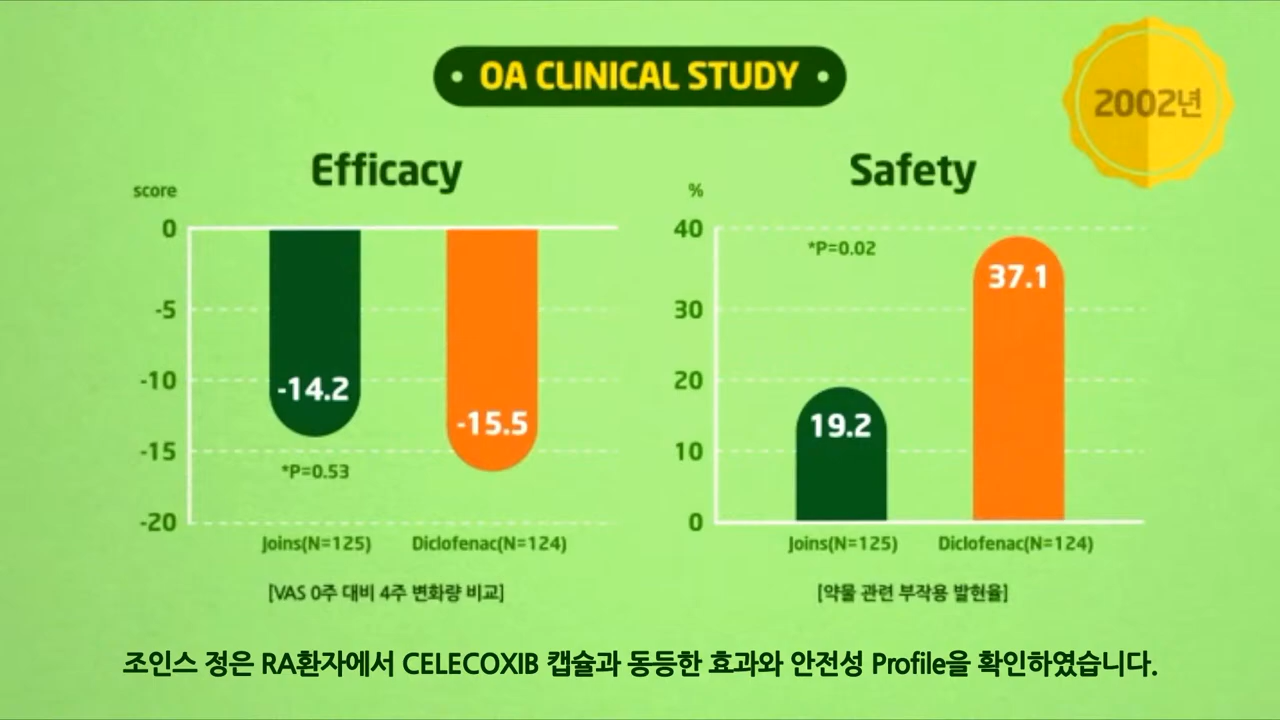 • OA CLINICAL STUDY •
2002년
Efficacy
score
0
-5
-10
-15
-20
-14.2
-15.5
*P=0.53
Joins(N=125)
Diclofenac(N=124)
[VAS 0주 대비 4주 변화량 비교]
Safety
%
40
30
20
10
0
*P=0.02
19.2
37.1
Joins(N=125)
Diclofenac(N=124)
[약물 관련 부작용 발현율]
조인스 정은 RA환자에서 CELECOXIB 캡슐과 동등한 효과와 안전성 Profile을 확인하였습니다.